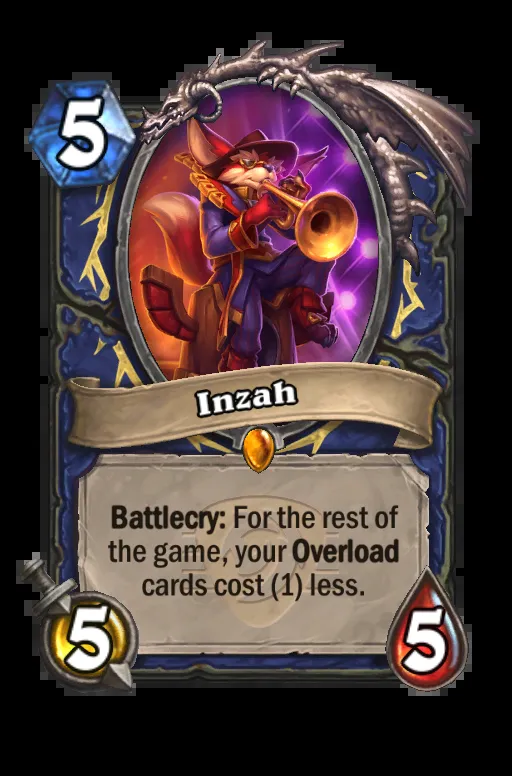 5
Inzah
Battlecry: For the rest of
the game, your Overload
cards cost (1) less.
5
5